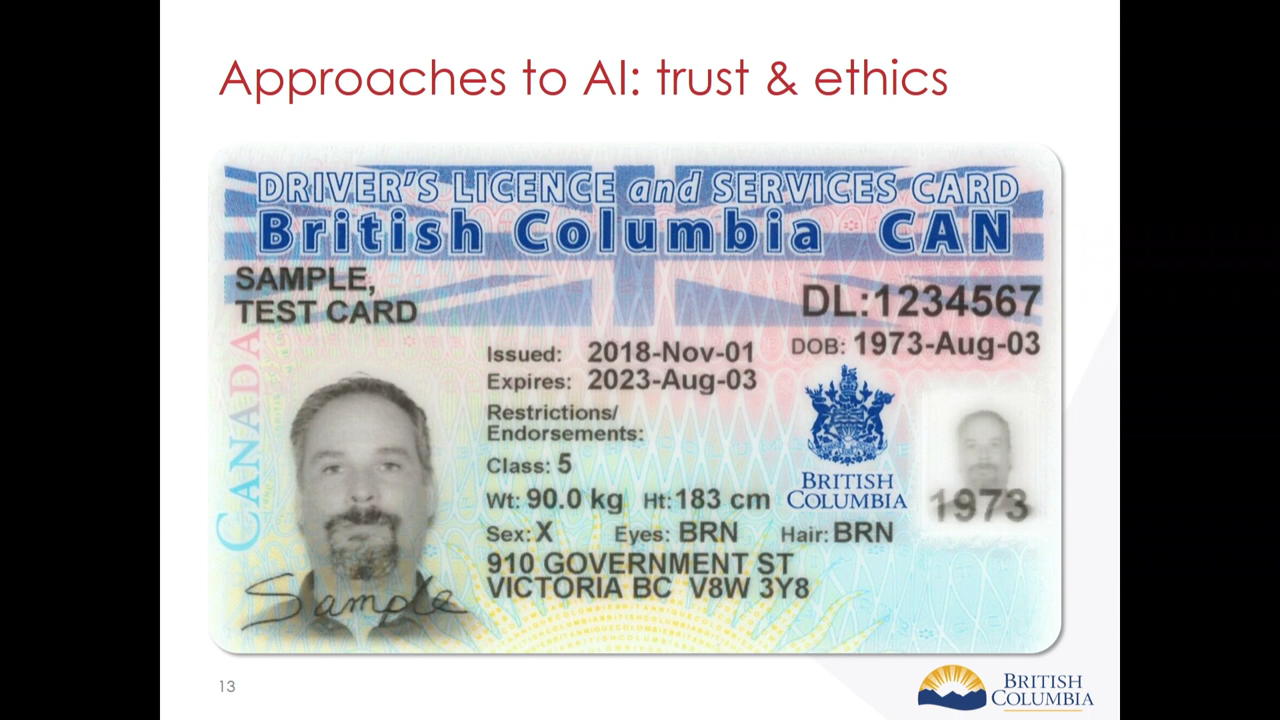 Approaches to AI: trust & ethics
DRIVER'S LICENCE and SERVICES CARD
British Columbia CAN
SAMPLE,
TEST CARD
DL:1234567
Issued: 2018-Nov-01
DOB: 1973-Aug-03
Expires: 2023-Aug-03
Restrictions/
Endorsements:
Class: 5
Wt: 90.0 kg Ht: 183 cm
Sex: X Eyes: BRN Hair: BRN
910 GOVERNMENT ST
VICTORIA BC V8W 3Y8
CANADA
BRITISH
COLUMBIA
1973
Sample
13
BRITISH
COLUMBIA